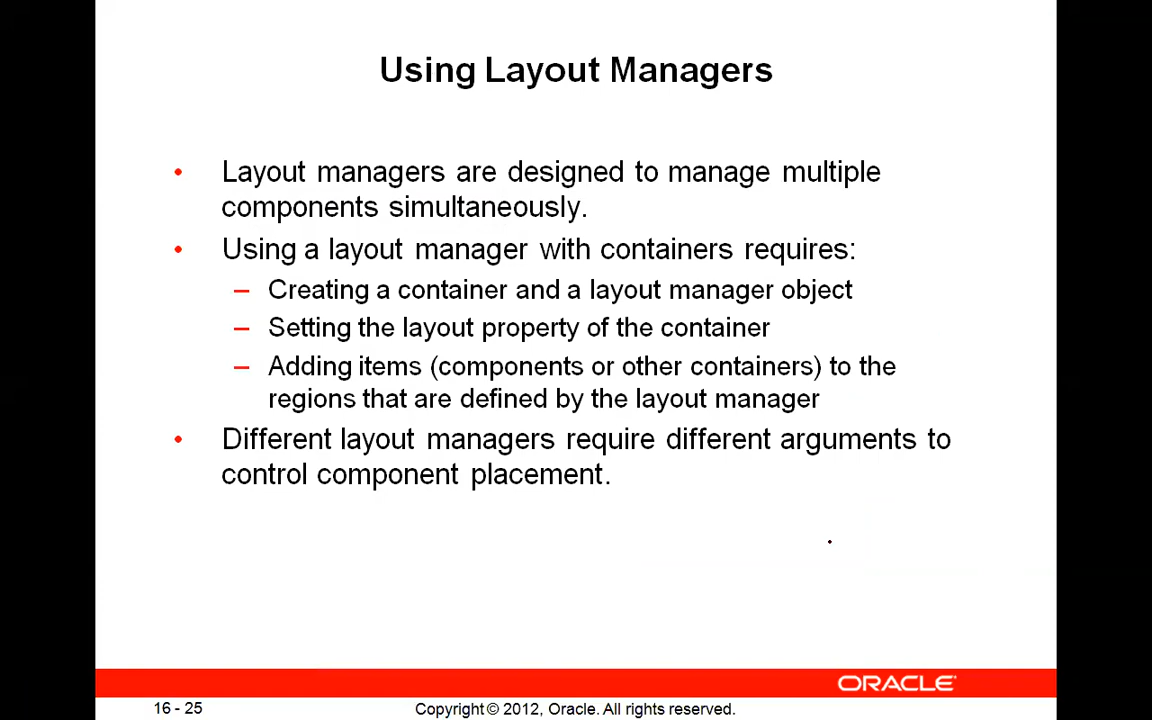 Using Layout Managers
• Layout managers are designed to manage multiple
components simultaneously.
• Using a layout manager with containers requires:
– Creating a container and a layout manager object
– Setting the layout property of the container
– Adding items (components or other containers) to the
regions that are defined by the layout manager
• Different layout managers require different arguments to
control component placement.
ORACLE
16 - 25
Copyright © 2012, Oracle. All rights reserved.